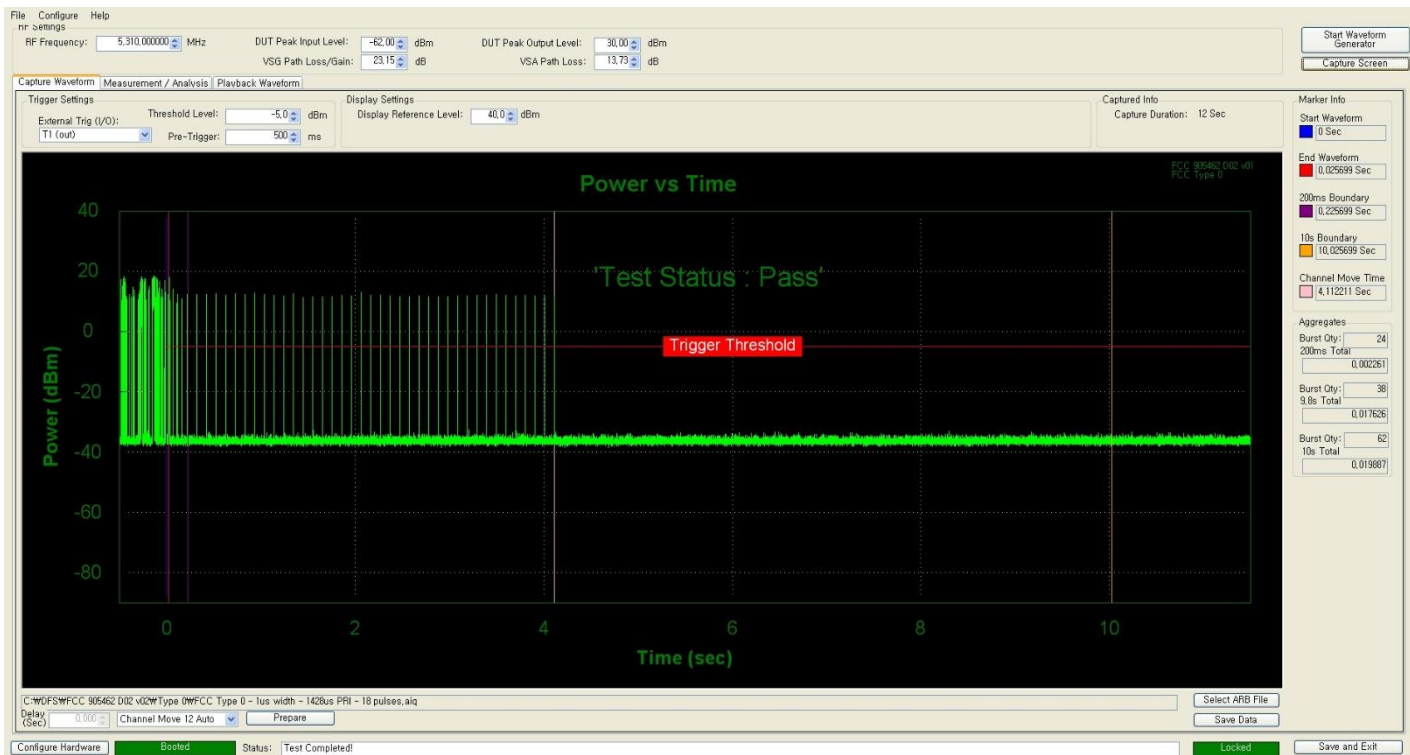 File Configure Help
RF Settings
RF Frequency: 5,310,000000 MHz DUT Peak Input Level: -62,00 dBm DUT Peak Output Level: 30,00 dBm
VSG Path Loss/Gain: 23,15 dB VSA Path Loss: 13,73 dB
Start Waveform Generator
Capture Screen
Capture Waveform Measurement / Analysis Playback Waveform
Trigger Settings
External Trig (I/O): Threshold Level: -5,0 dBm
T1 (out) Pre-Trigger: 500 ms
Display Settings
Display Reference Level: 40,0 dBm
Captured Info
Capture Duration: 12 Sec
Marker Info
Start Waveform
0 Sec
End Waveform
0,025699 Sec
200ms Boundary
0,225699 Sec
10s Boundary
10,025699 Sec
Channel Move Time
4,112211 Sec
Aggregates
Burst Qty: 24
200ms Total
0,002261
Burst Qty: 38
9,8s Total
0,017626
Burst Qty: 62
10s Total
0,019887
FCC 905462 D02 v01
FCC Type 0
Power vs Time
'Test Status : Pass'
Trigger Threshold
Power (dBm)
40
20
0
-20
-40
-60
-80
0 2 4 6 8 10
Time (sec)
C:₩DFS₩FCC 905462 D02 v02₩Type 0₩FCC Type 0 - 1us width - 1428us PRI - 18 pulses,aiq
Select ARB File
Delay (Sec) 0,000 Channel Move 12 Auto Prepare
Save Data
Configure Hardware Booted Status: Test Completed! Locked Save and Exit